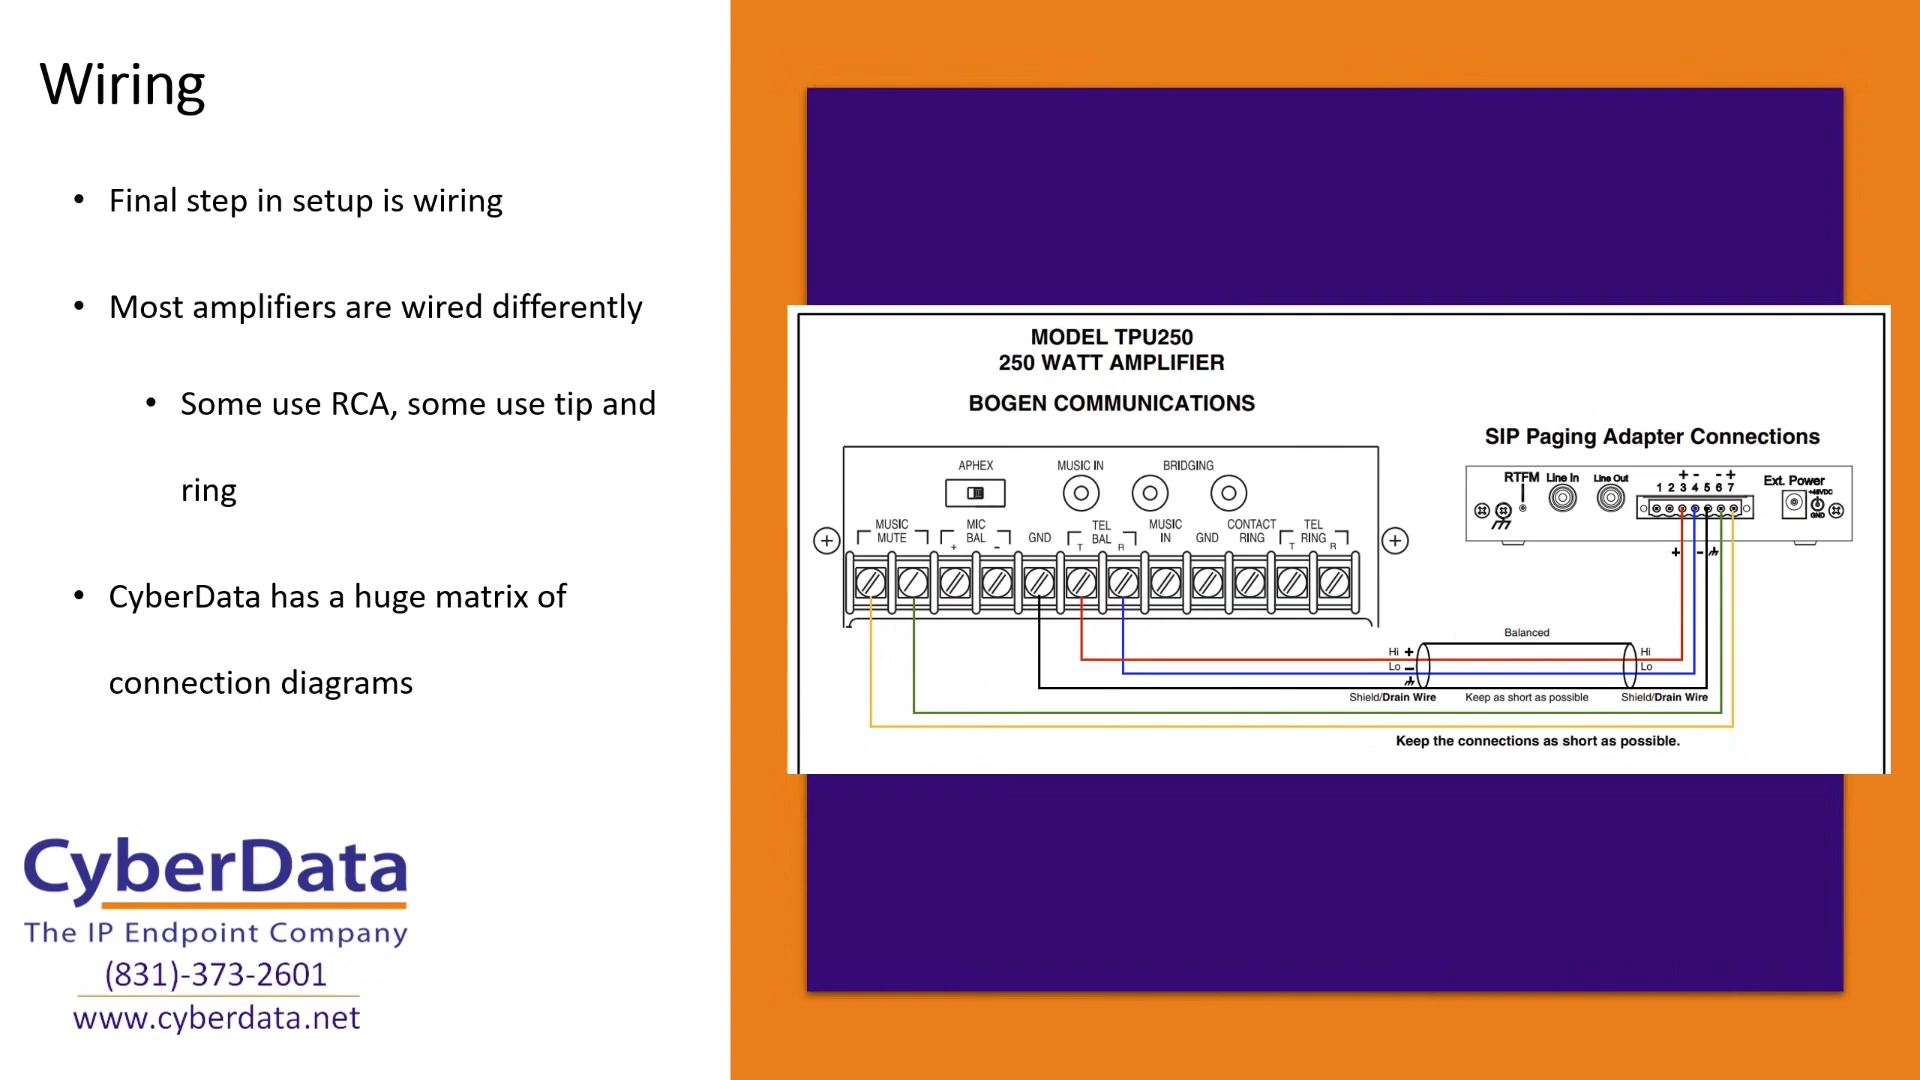 Wiring
• Final step in setup is wiring
• Most amplifiers are wired differently
• Some use RCA, some use tip and
ring
• CyberData has a huge matrix of
connection diagrams
CyberData
The IP Endpoint Company
(831)-373-2601
www.cyberdata.net
MODEL TPU250
250 WATT AMPLIFIER
BOGEN COMMUNICATIONS
APHEX MUSIC IN BRIDGING
MUSIC MIC TEL MUSIC CONTACT TEL
MUTE BAL GND BAL IN GND RING RING
+ - T R T R
SIP Paging Adapter Connections
RTFM Line In Line Out + - - + Ext. Power
1 2 3 4 5 6 7
+48VDC
GND
+ -
Balanced
Hi + Hi
Lo - Lo
Shield/Drain Wire Keep as short as possible Shield/Drain Wire
Keep the connections as short as possible.